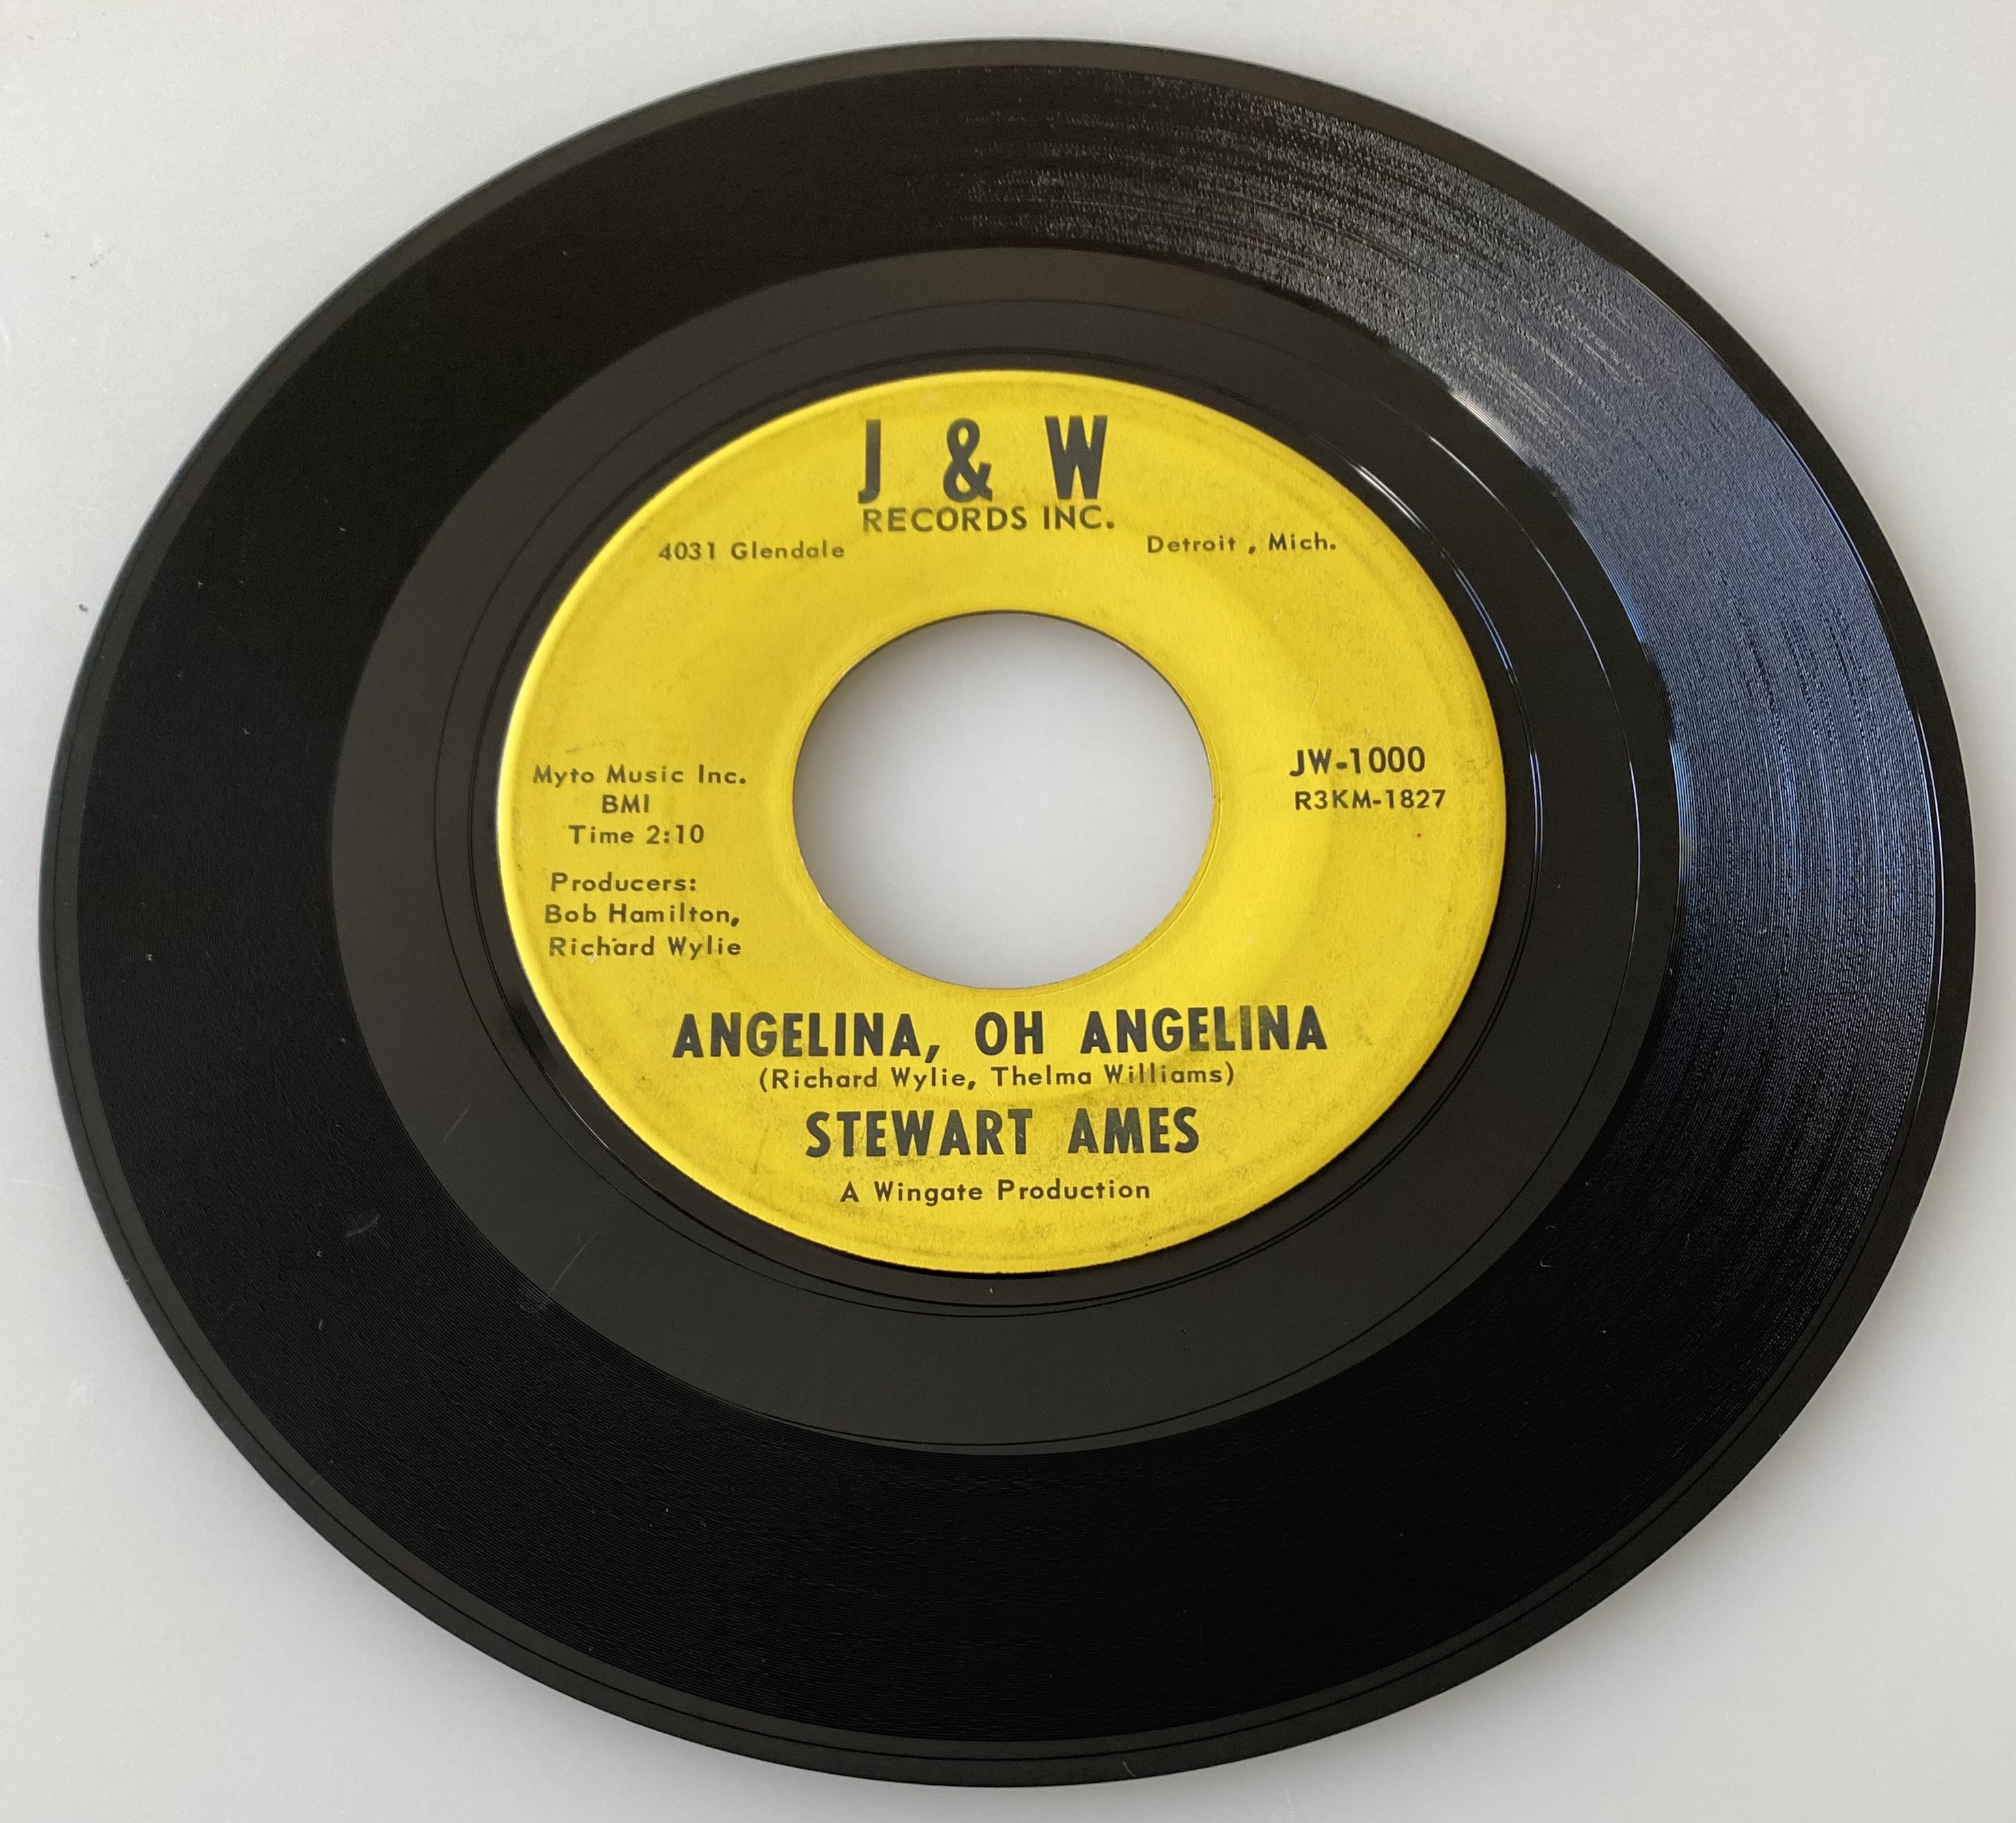 J & W
RECORDS INC.
4031 Glendale
Detroit , Mich.
Myto Music Inc.
BMI
Time 2:10
Producers:
Bob Hamilton,
Richard Wylie
JW-1000
R3KM-1827
ANGELINA, OH ANGELINA
(Richard Wylie, Thelma Williams)
STEWART AMES
A Wingate Production